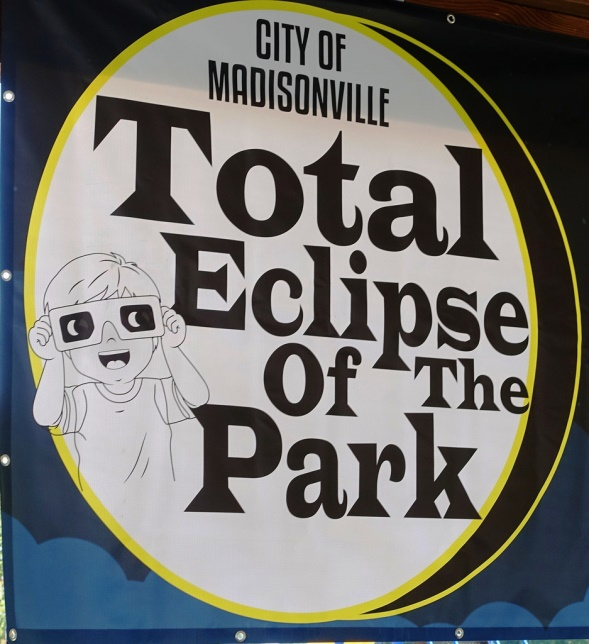 CITY OF
MADISONVILLE
Total
Eclipse
Of The
Park